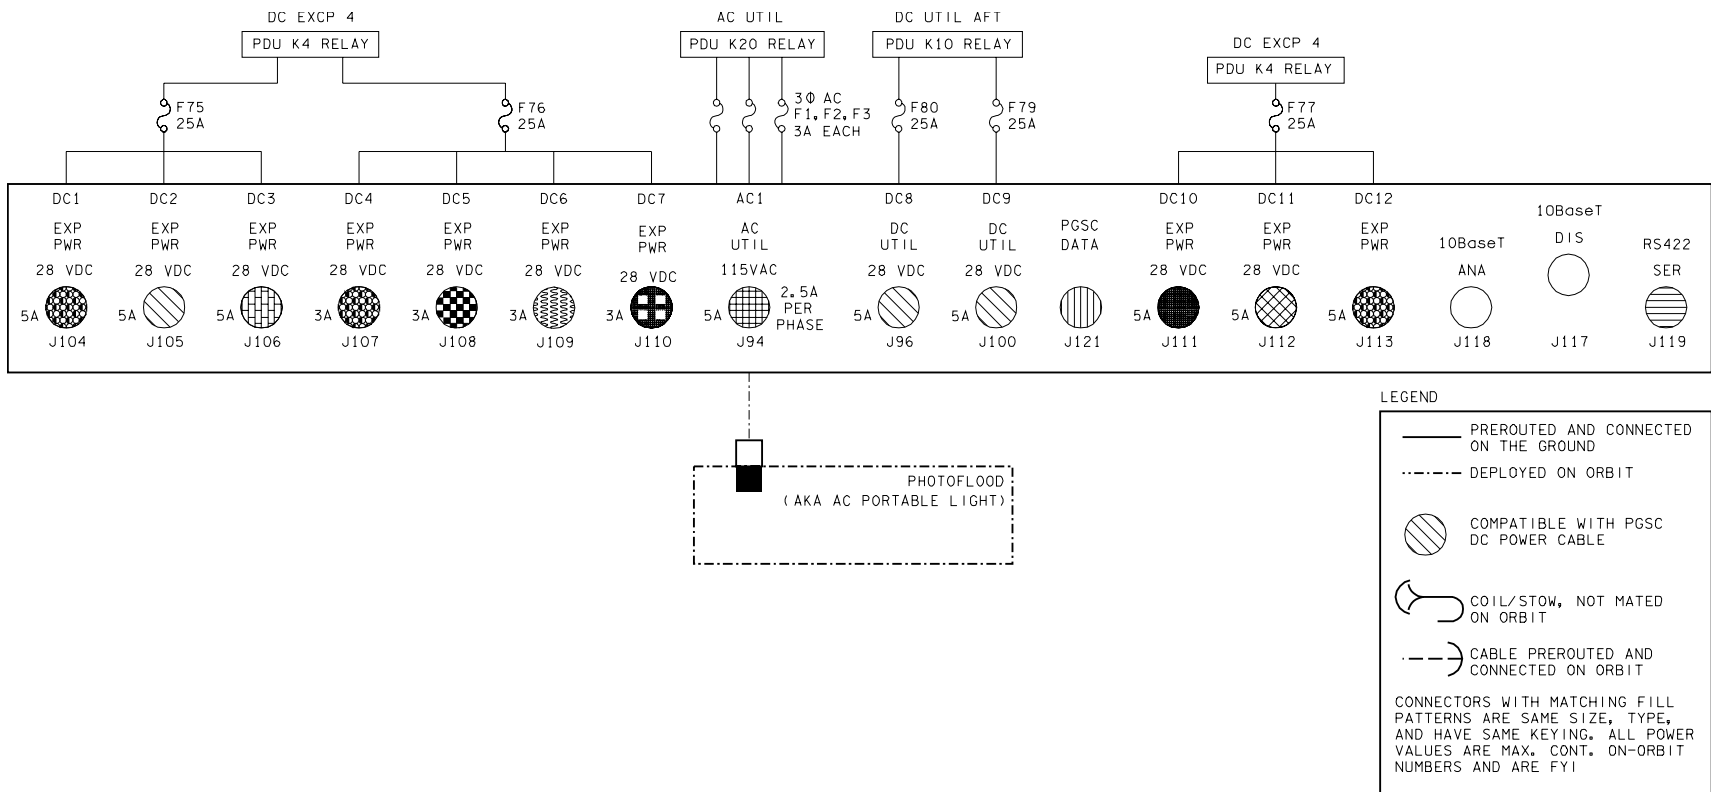 DC EXCP 4
PDU K4 RELAY
AC UTIL
PDU K20 RELAY
DC UTIL AFT
PDU K10 RELAY
DC EXCP 4
PDU K4 RELAY
F75
25A
F76
25A
3Φ AC
F1, F2, F3
3A EACH
F80
25A
F79
25A
F77
25A
DC1
EXP
PWR
28 VDC
5A
J104
DC2
EXP
PWR
28 VDC
5A
J105
DC3
EXP
PWR
28 VDC
5A
J106
DC4
EXP
PWR
28 VDC
3A
J107
DC5
EXP
PWR
28 VDC
3A
J108
DC6
EXP
PWR
28 VDC
3A
J109
DC7
EXP
PWR
28 VDC
3A
J110
AC1
AC
UTIL
115VAC
5A
2.5A
PER
PHASE
J94
DC8
DC
UTIL
28 VDC
5A
J96
DC9
DC
UTIL
28 VDC
5A
J100
PGSC
DATA
J121
DC10
EXP
PWR
28 VDC
5A
J111
DC11
EXP
PWR
28 VDC
5A
J112
DC12
EXP
PWR
5A
J113
10BaseT
ANA
J118
10BaseT
DIS
J117
RS422
SER
J119
PHOTOFLOOD
(AKA AC PORTABLE LIGHT)
LEGEND
PREROUTED AND CONNECTED
ON THE GROUND
DEPLOYED ON ORBIT
COMPATIBLE WITH PGSC
DC POWER CABLE
COIL/STOW, NOT MATED
ON ORBIT
CABLE PREROUTED AND
CONNECTED ON ORBIT
CONNECTORS WITH MATCHING FILL
PATTERNS ARE SAME SIZE, TYPE,
AND HAVE SAME KEYING. ALL POWER
VALUES ARE MAX. CONT. ON-ORBIT
NUMBERS AND ARE FYI